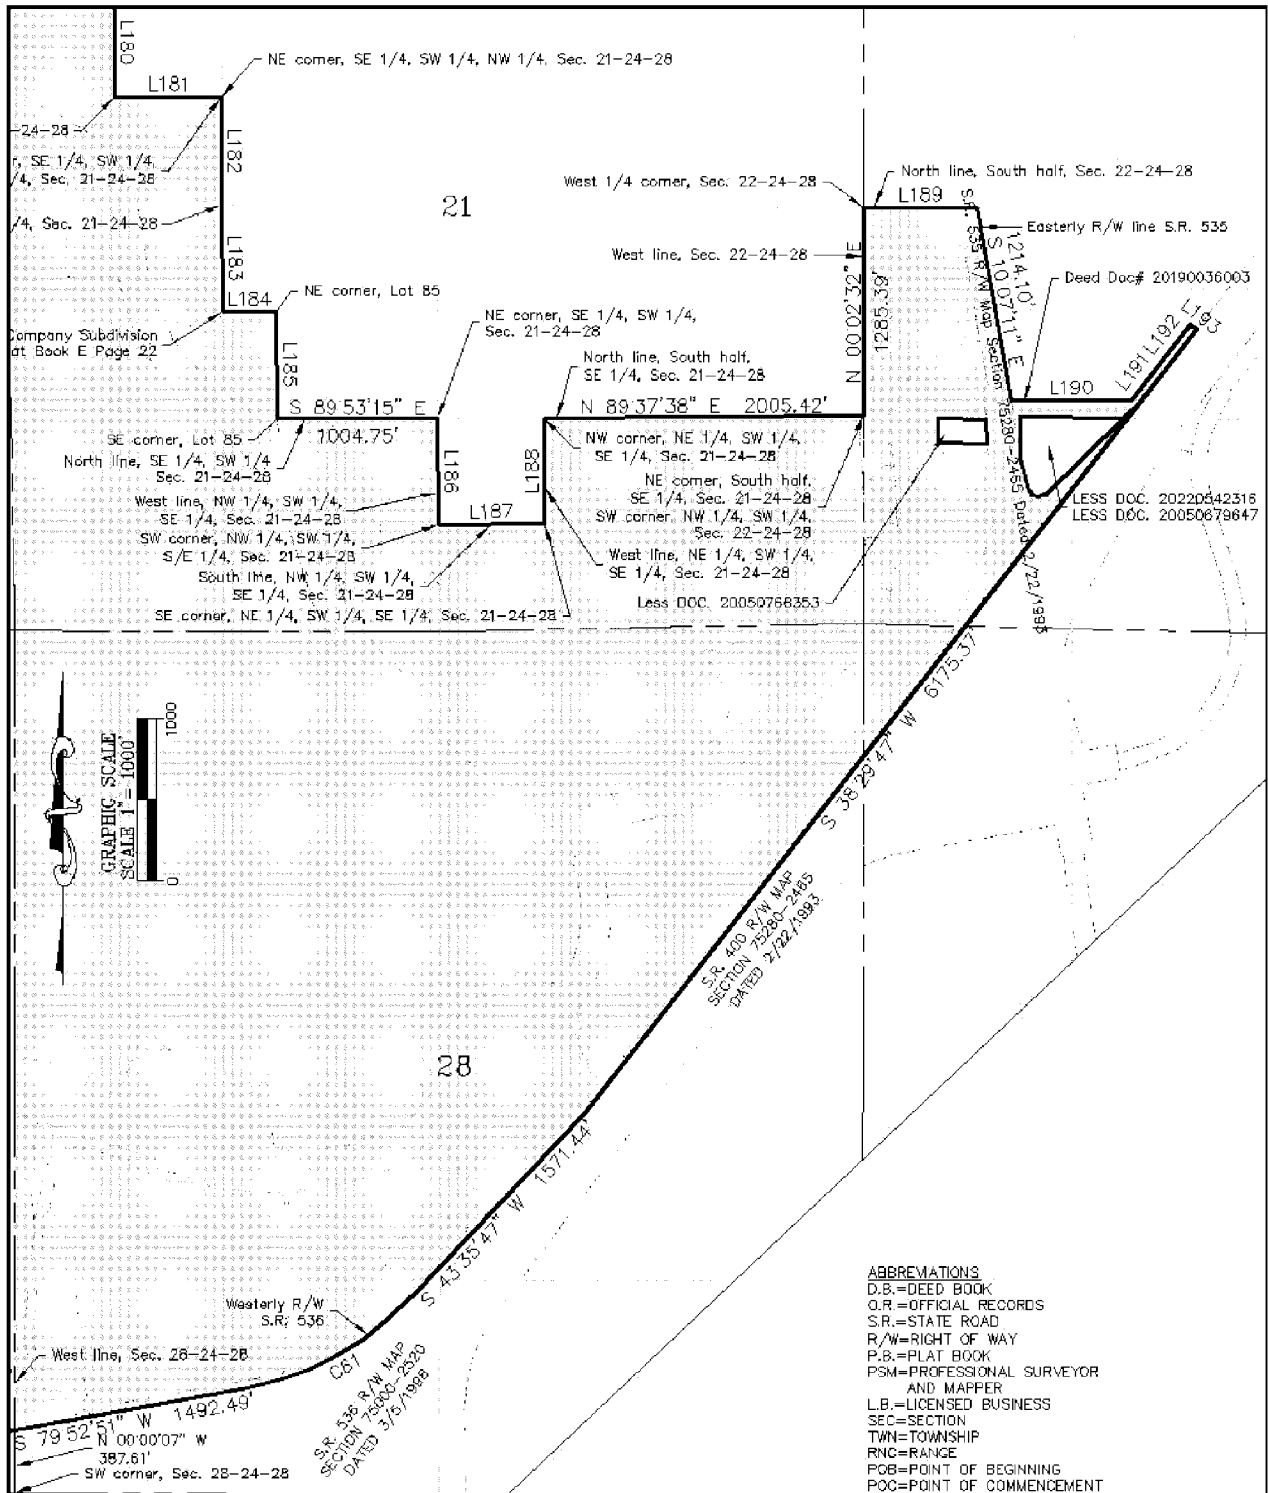 L180
NE corner, SE 1/4, SW 1/4, NW 1/4, Sec. 21-24-28
L181
-24-28
L182
SE 1/4, SW 1/4,
/4, Sec. 21-24-28
/4, Sec. 21-24-28
L183
L184
NE corner, Lot 85
Company Subdivision
at Book E Page 22
L185
21
West 1/4 corner, Sec. 22-24-28
North line, South half, Sec. 22-24-28
L189
Easterly R/W line S.R. 535
West line, Sec. 22-24-28
N 00°02'32" E
1285.39'
1214.10'
S 10°07'11" E
S.R. 535 R/W Map Section 75280-2465 Dated 2/22/1993
Deed Doc# 20190036003
L190
L191
L192
L193
NE corner, SE 1/4, SW 1/4,
Sec. 21-24-28
North line, South half,
SE 1/4, Sec. 21-24-28
S 89°53'15" E
1004.75'
N 89°37'38" E 2005.42'
SE corner, Lot 85
North line, SE 1/4, SW 1/4
Sec. 21-24-28
L186
L188
L187
NW corner, NE 1/4, SW 1/4,
SE 1/4, Sec. 21-24-28
NE corner, South half,
SE 1/4, Sec. 21-24-28
SW corner, NW 1/4, SW 1/4,
Sec. 22-24-28
West line, NW 1/4, SW 1/4,
SE 1/4, Sec. 21-24-28
SW corner, NW 1/4, SW 1/4,
S/E 1/4, Sec. 21-24-28
South line, NW 1/4, SW 1/4,
SE 1/4, Sec. 21-24-28
SE corner, NE 1/4, SW 1/4, SE 1/4, Sec. 21-24-28
West line, NE 1/4, SW 1/4,
SE 1/4, Sec. 21-24-28
Less DOC. 20050768353
LESS DOC. 20220542316
LESS DOC. 20050679647
GRAPHIC SCALE
SCALE 1" = 1000'
0
1000
S 38°29'47" W 6175.37'
S.R. 400 R/W MAP
SECTION 75280-2465
DATED 2/22/1993
28
S 43°35'47" W 1571.44'
Westerly R/W
S.R. 536
C61
S.R. 536 R/W MAP
SECTION 75000-2520
DATED 3/5/1998
West line, Sec. 28-24-28
S 79°52'51" W 1492.49'
N 00°00'07" W
387.61'
SW corner, Sec. 28-24-28
ABBREVIATIONS
D.B.=DEED BOOK
O.R.=OFFICIAL RECORDS
S.R.=STATE ROAD
R/W=RIGHT OF WAY
P.B.=PLAT BOOK
PSM=PROFESSIONAL SURVEYOR
AND MAPPER
L.B.=LICENSED BUSINESS
SEC=SECTION
TWN=TOWNSHIP
RNG=RANGE
POB=POINT OF BEGINNING
POC=POINT OF COMMENCEMENT